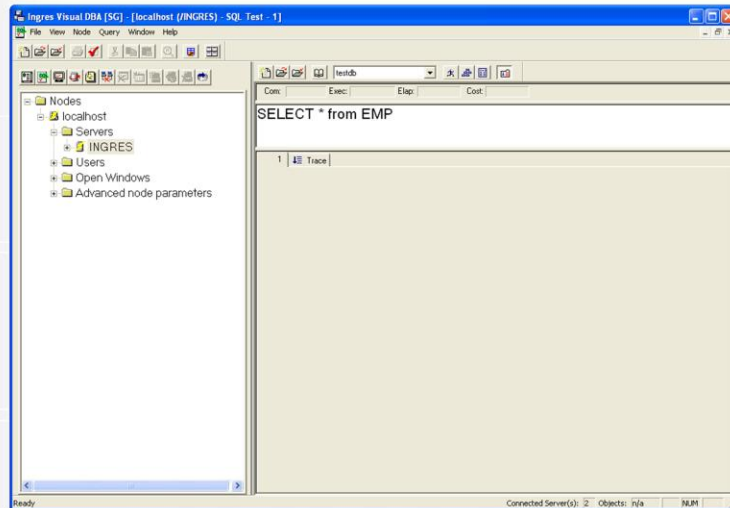 Ingres Visual DBA [SG] - [localhost (/INGRES) - SQL Test - 1]
File View Node Query Window Help
testdb
Com: Exec: Elap: Cost:
Nodes
localhost
Servers
INGRES
Users
Open Windows
Advanced node parameters
SELECT * from EMP
1 Trace
Ready
Connected Server(s): 2 Objects: n/a NUM